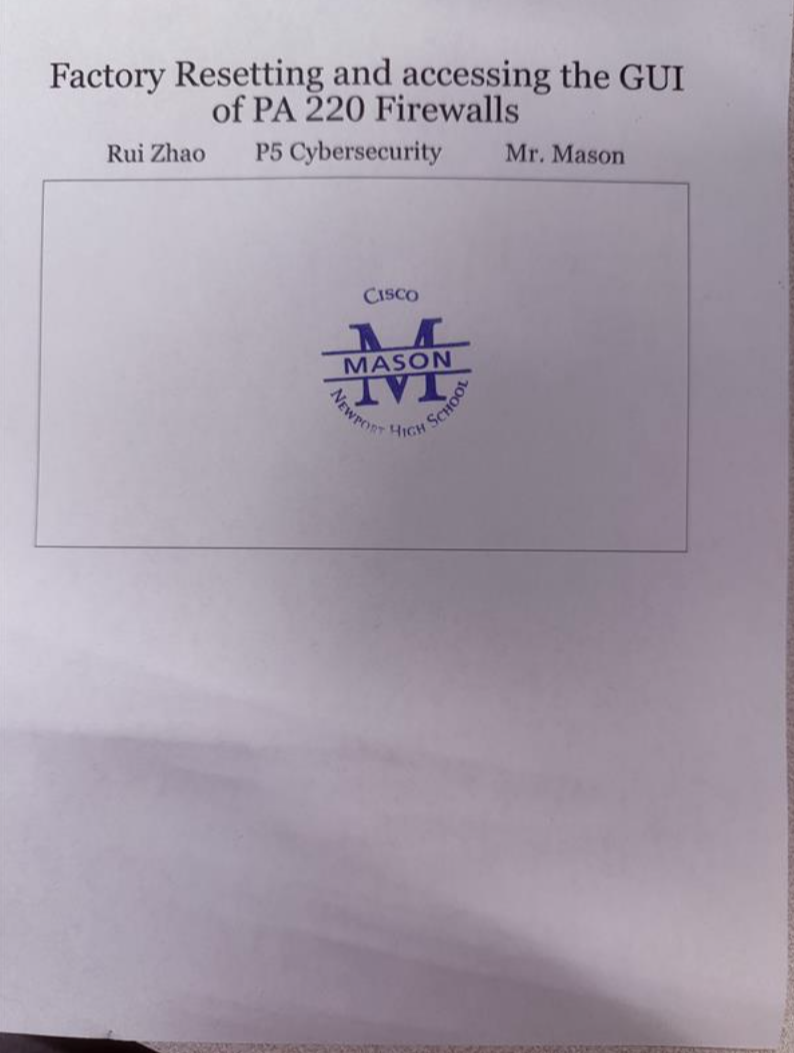 Factory Resetting and accessing the GUI
of PA 220 Firewalls
Rui Zhao P5 Cybersecurity Mr. Mason
CISCO
M
MASON
NEWPORT HIGH SCHOOL